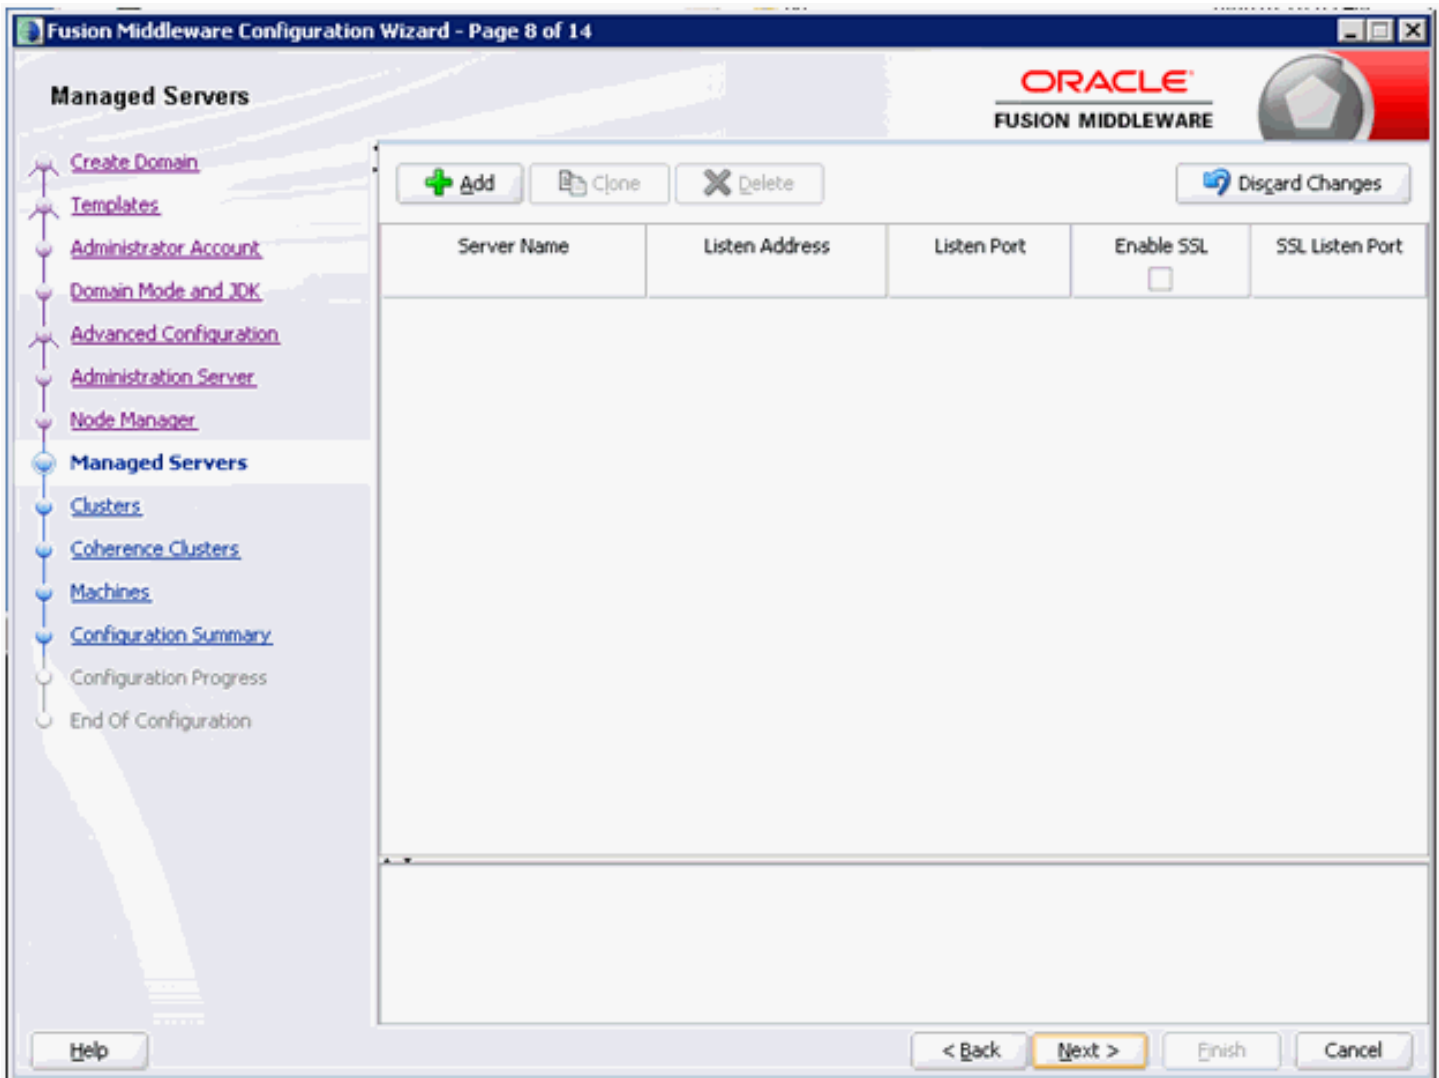 Fusion Middleware Configuration Wizard - Page 8 of 14
Managed Servers
ORACLE
FUSION MIDDLEWARE
Create Domain
Templates
Administrator Account
Domain Mode and JDK
Advanced Configuration
Administration Server
Node Manager
Managed Servers
Clusters
Coherence Clusters
Machines
Configuration Summary
Configuration Progress
End Of Configuration
Add Clone Delete Discard Changes
Server Name Listen Address Listen Port Enable SSL SSL Listen Port
Help < Back Next > Finish Cancel